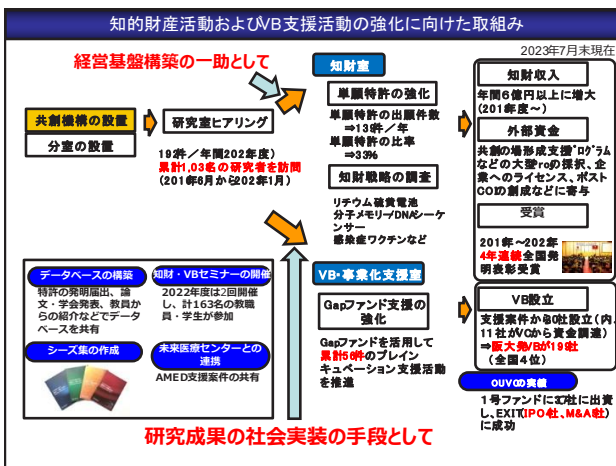 知的財産活動およびVB支援活動の強化に向けた取組み
2023年7月末現在
経営基盤構築の一助として
共創機構の設置
分室の設置
研究室ヒアリング
192件／年間202年度）
累計1,03名の研究者を訪問
（2016年6月から202年1月）
知財室
単願特許の強化
単願特許の出願件数
⇒139件／年
単願特許の比率
⇒33%
知財戦略の調査
リチウム硫黄電池
分子メモリーDNAシーケ
ンサー
感染症ワクチンなど
知財収入
年間6億円以上に増大
（201年度～）
外部資金
共創の場形成支援プログラム
などの大型の採択、企
業へのライセンス、ポスト
COIの創成などに寄与
受賞
201年～202年
4年連続全国発
明表彰受賞
データベースの構築
特許の発明届出、論
文・学会発表、教員か
らの紹介などでデータ
ベースを共有
知財・VBセミナーの開催
2022年度は2回開催
し、計163名の教職
員・学生が参加
シーズ集の作成
未来医療センターとの
連携
AMED支援案件の共有
VB・事業化支援室
Gapファンド支援の
強化
Gapファンドを活用して
累計56件のプレイン
キュベーション支援活動
を推進
VB設立
支援案件から30社設立（内、
11社がVCから資金調達）
⇒阪大発VBが199社
（全国4位）
OUVCの実績
1号ファンドに37社に出資
し、EXIT(IPO社、M&A社)
に成功
研究成果の社会実装の手段として